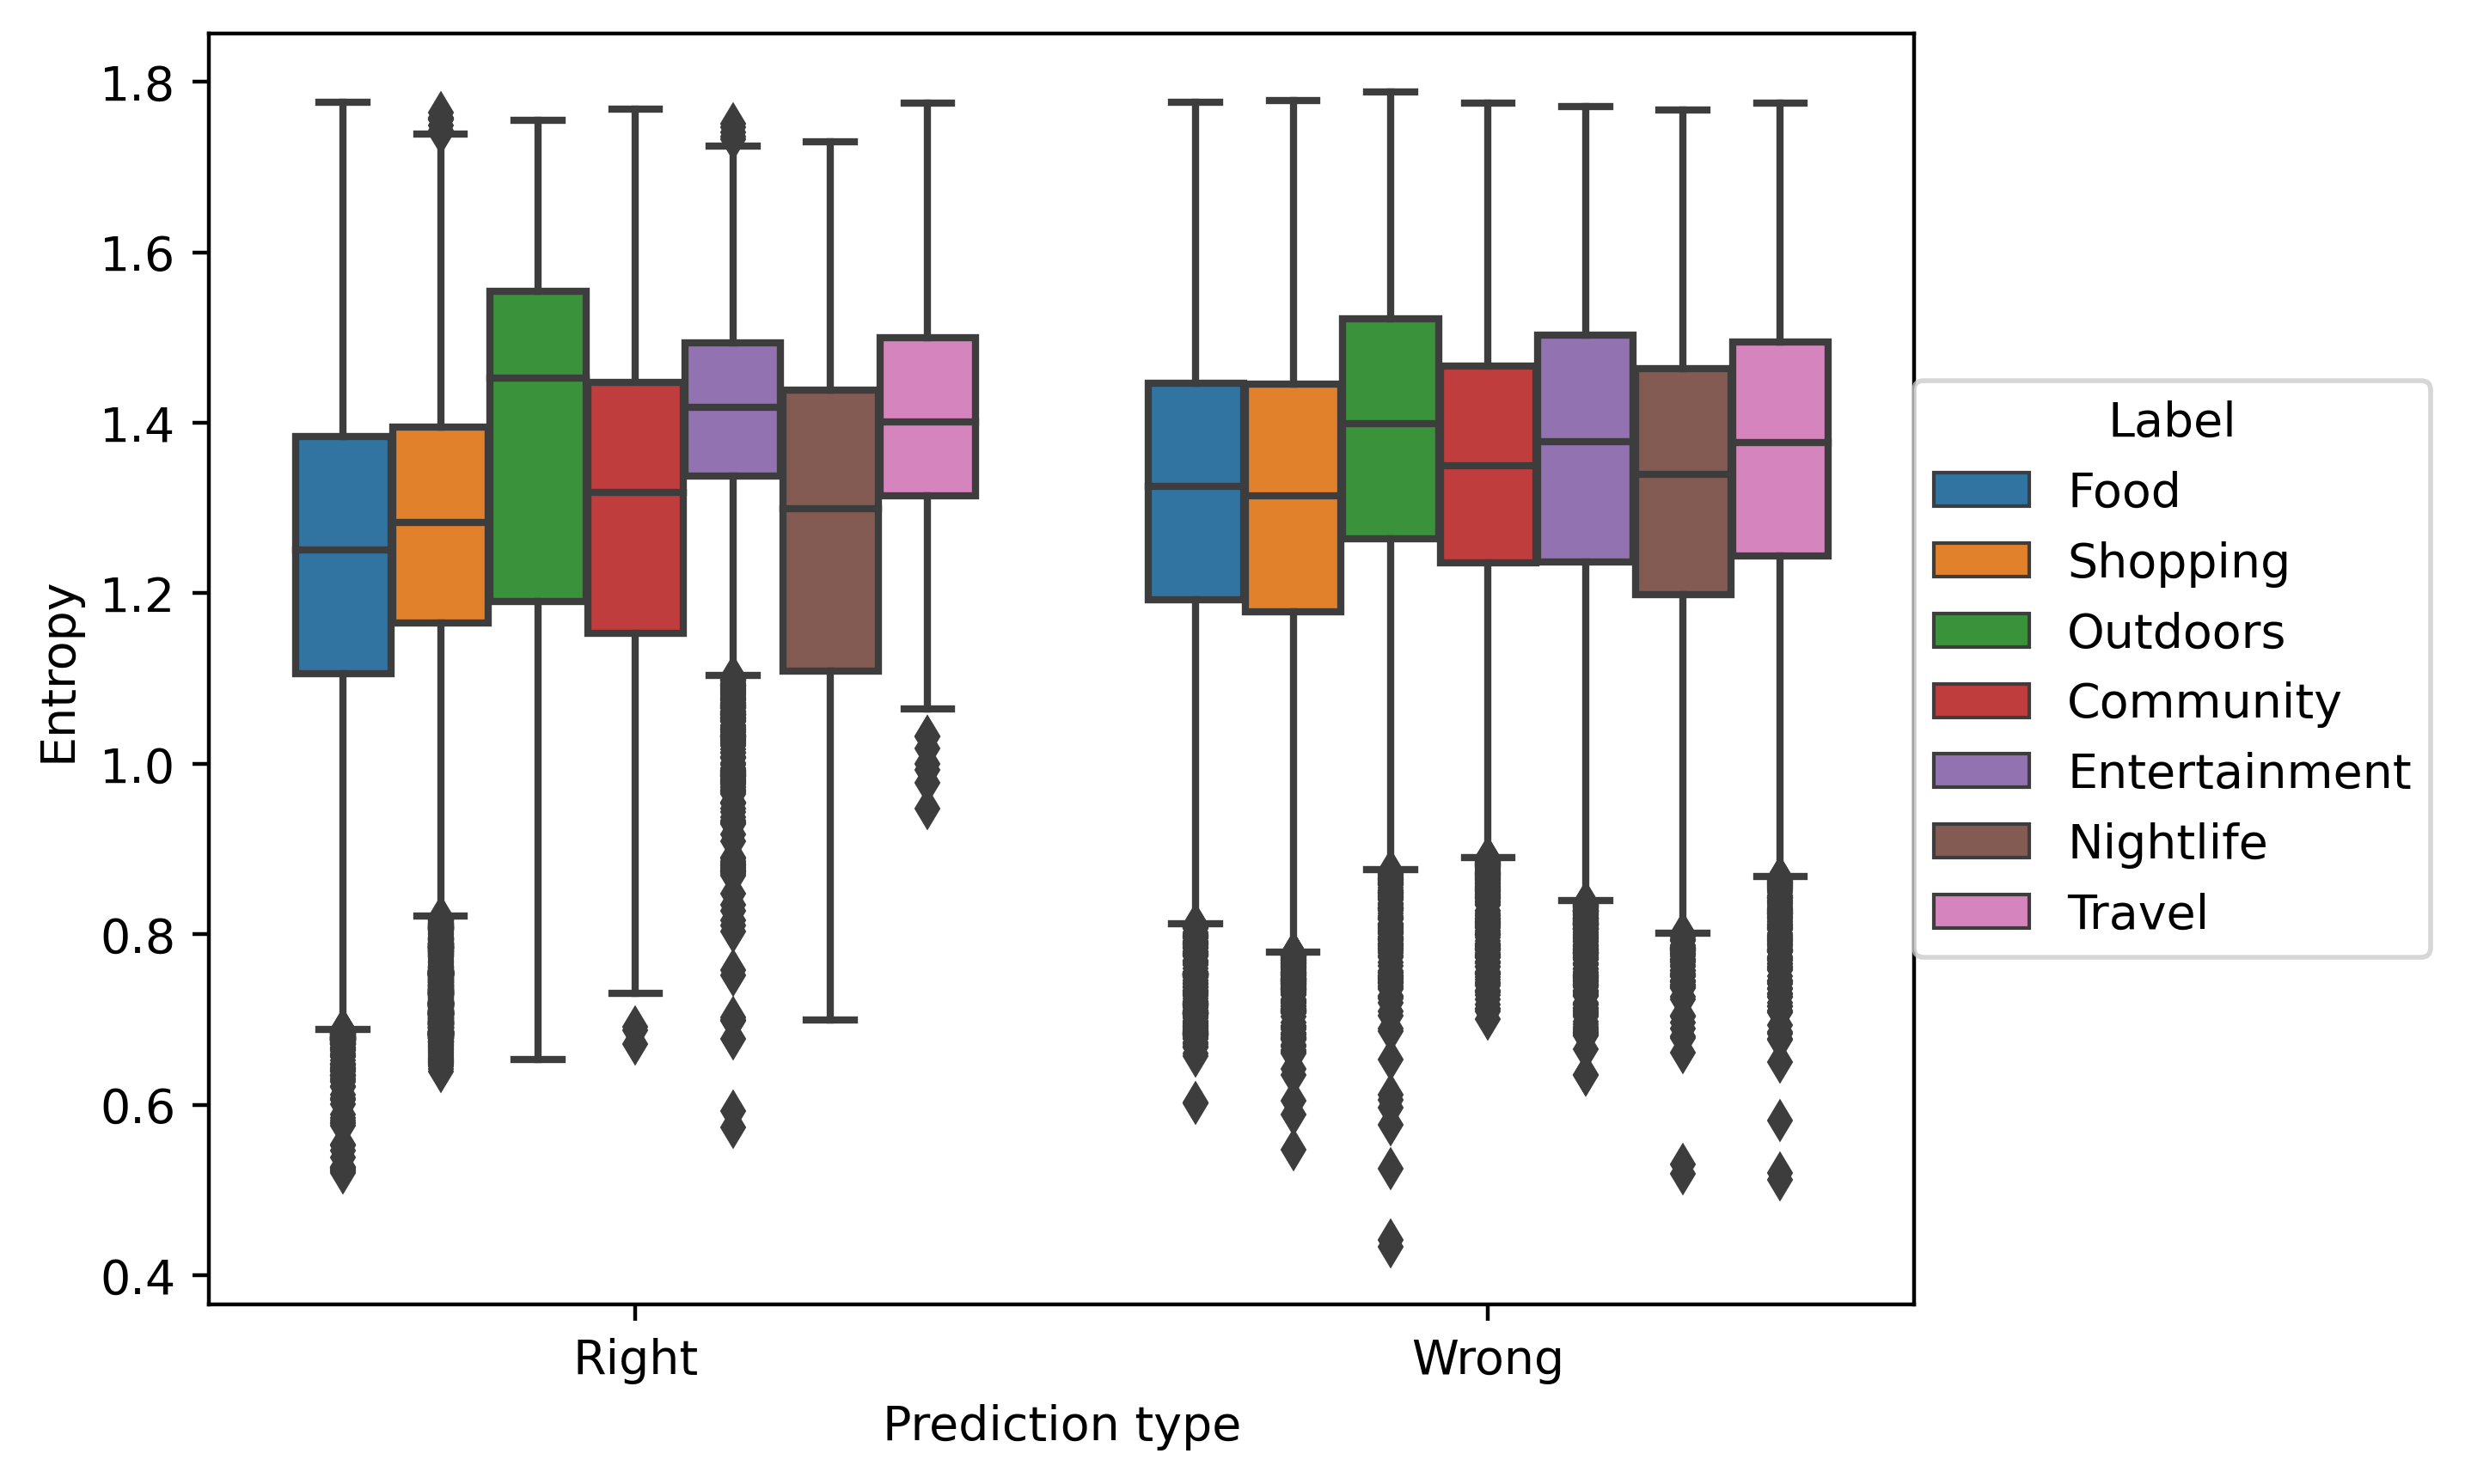 1.8
1.6
1.4
1.2
1.0
0.8
0.6
0.4
Entropy
Right
Wrong
Prediction type
Label
Food
Shopping
Outdoors
Community
Entertainment
Nightlife
Travel